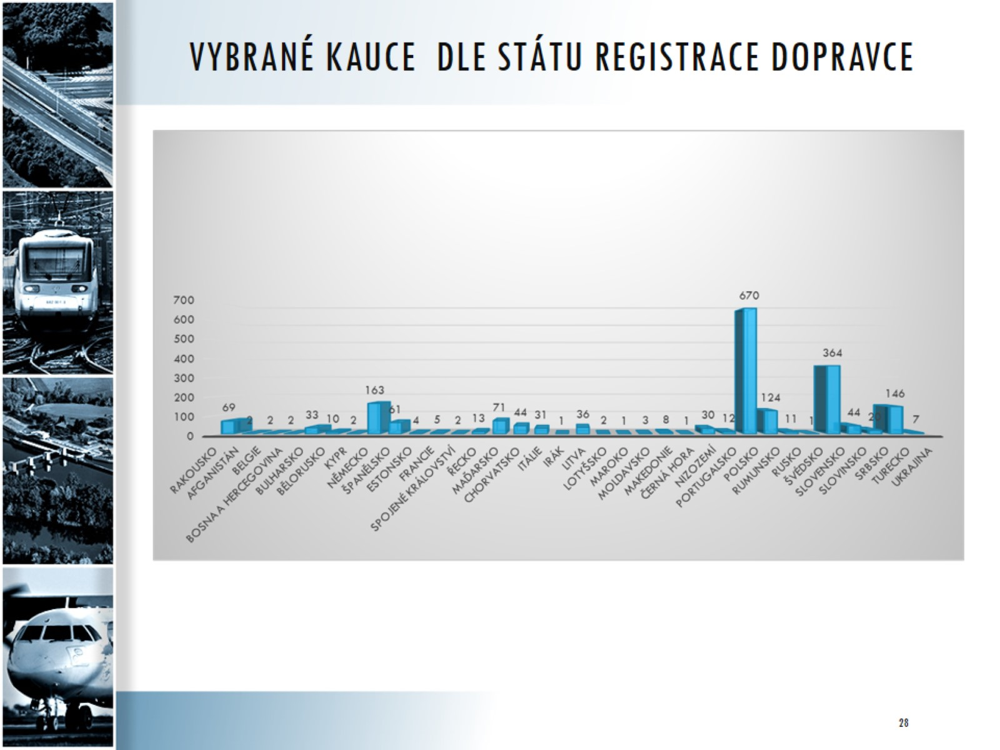 VYBRANÉ KAUCE DLE STÁTU REGISTRACE DOPRAVCE
700
600
500
400
300
200
100
0
69
2
2
2
33
10
2
163
61
4
5
2
13
71
44
31
1
36
2
1
3
8
1
30
12
670
124
11
1
364
44
20
146
7
RAKOUSKO
AFGANISTÁN
BELGIE
BOSNA A HERCEGOVINA
BULHARSKO
BĚLORUSKO
KYPR
NĚMECKO
ŠPANĚLSKO
ESTONSKO
FRANCIE
SPOJENÉ KRÁLOVSTVÍ
ŘECKO
MAĎARSKO
CHORVATSKO
ITÁLIE
IRÁK
LITVA
LOTYŠSKO
MAROKO
MOLDAVSKO
MAKEDONIE
ČERNÁ HORA
NIZOZEMÍ
PORTUGALSKO
POLSKO
RUMUNSKO
RUSKO
ŠVÉDSKO
SLOVENSKO
SLOVINSKO
SRBSKO
TURECKO
UKRAJINA
28